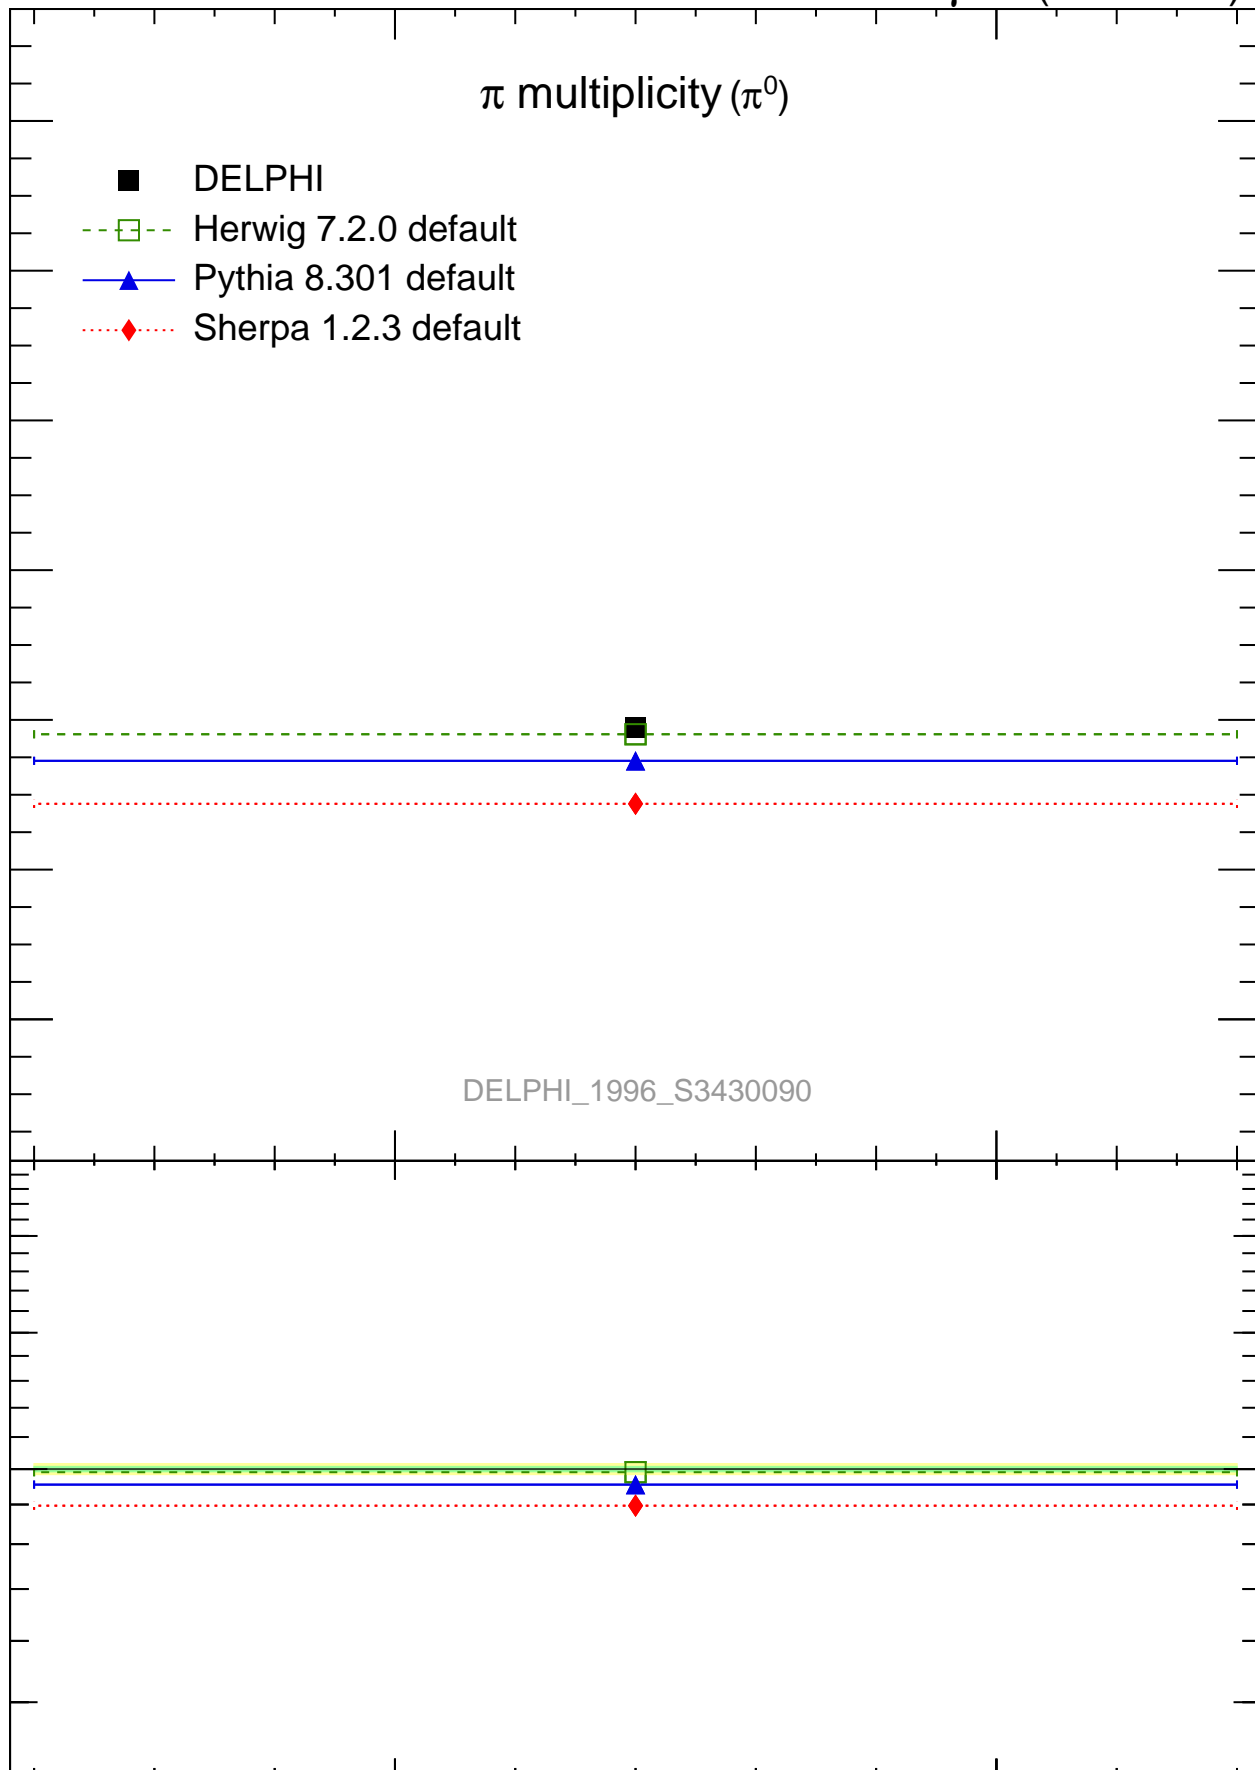 π multiplicity (π⁰)
DELPHI
Herwig 7.2.0 default
Pythia 8.301 default
Sherpa 1.2.3 default
DELPHI_1996_S3430090